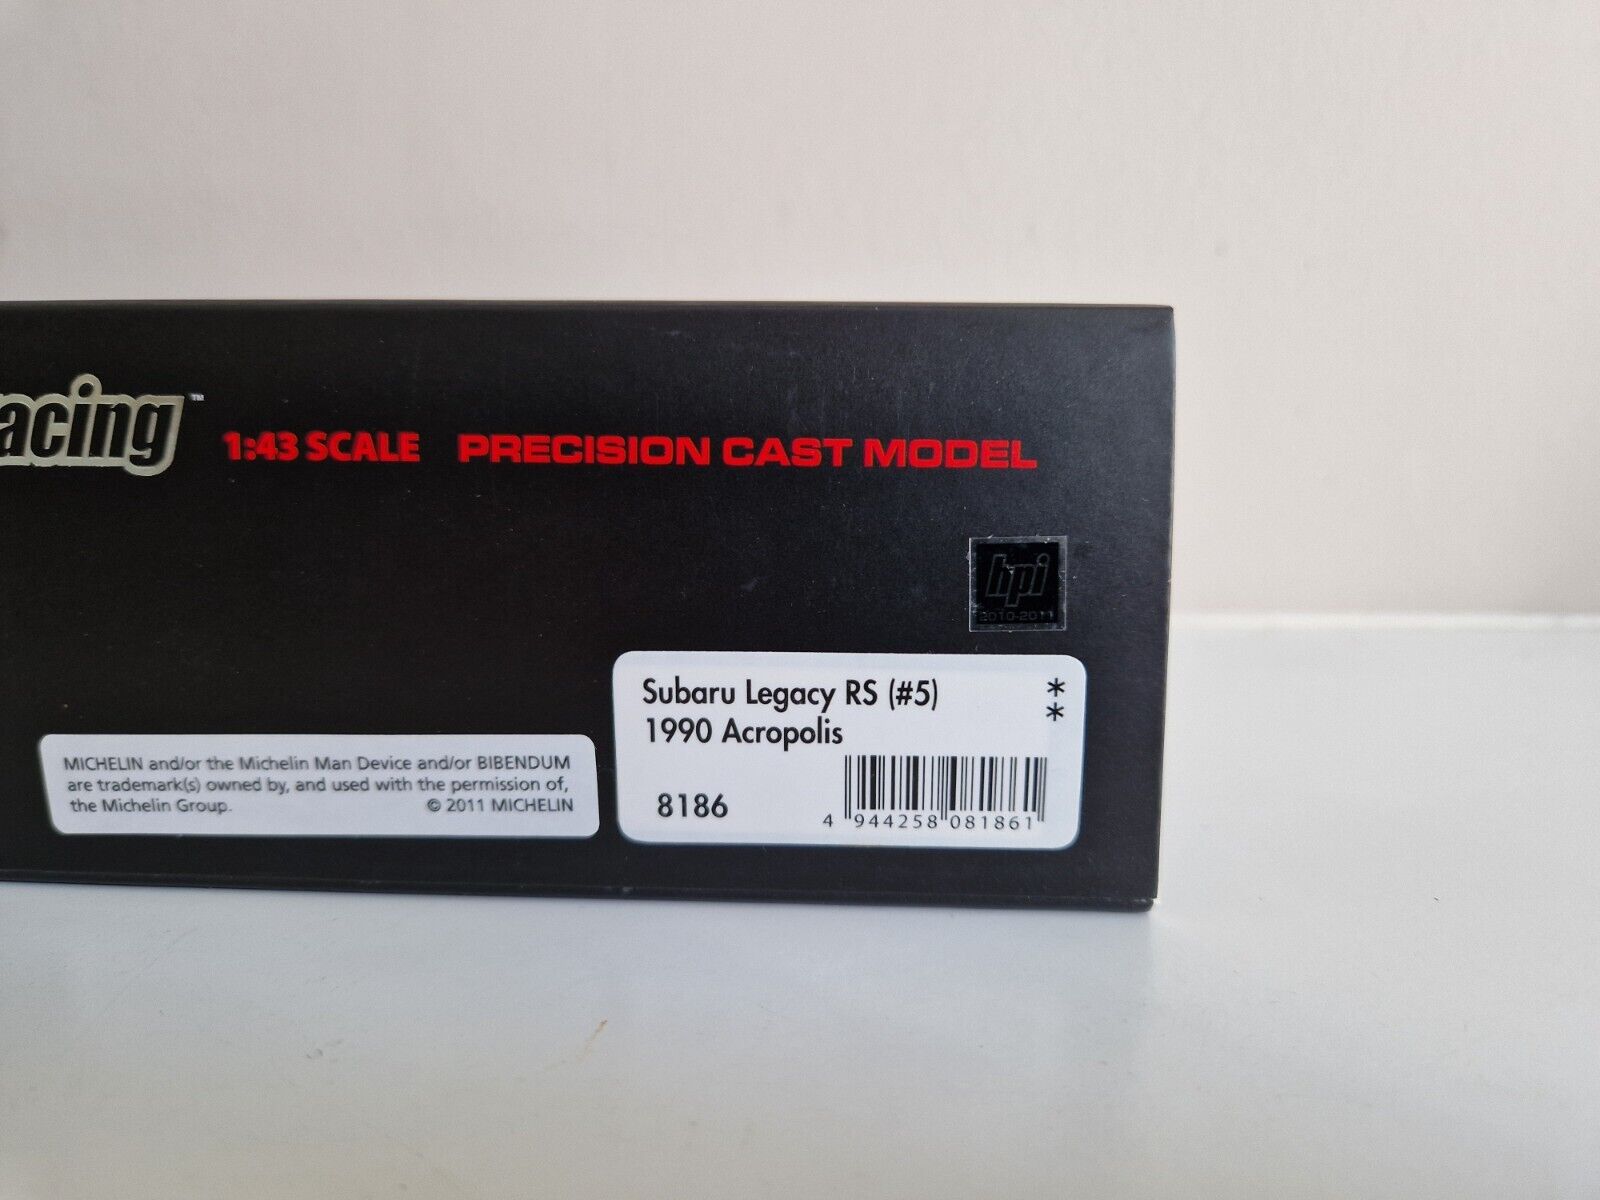 acing™
1:43 SCALE PRECISION CAST MODEL
hpi
2010-2011
Subaru Legacy RS (#5) *
1990 Acropolis *
8186
4 944258 081861
MICHELIN and/or the Michelin Man Device and/or BIBENDUM
are trademark(s) owned by, and used with the permission of,
the Michelin Group. © 2011 MICHELIN